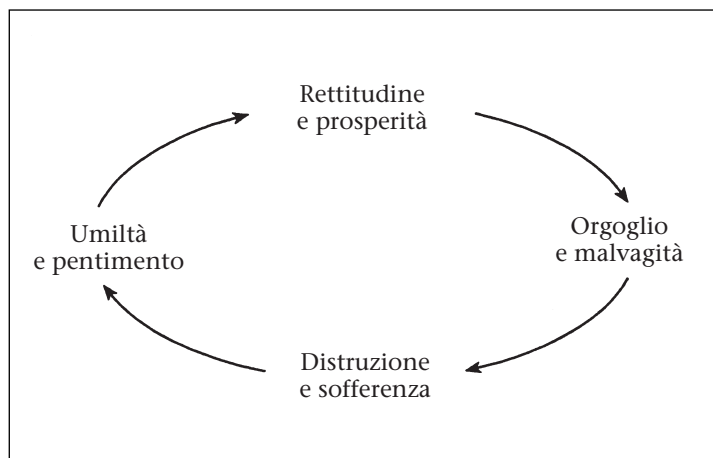 Rettitudine
e prosperità
Orgoglio
e malvagità
Umiltà
e pentimento
Distruzione
e sofferenza